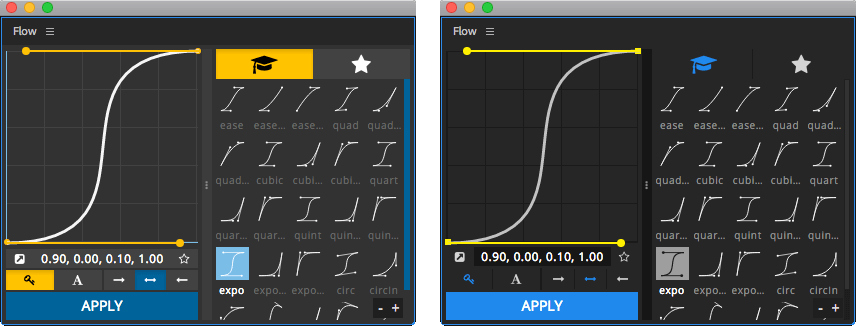 Flow
ease ease... ease... quad quad...
quad... cubic cubi... cubi... quart
quar... quar... quint quin... quin...
expo expo... expo... circ circin
0.90, 0.00, 0.10, 1.00
A
APPLY
- +
Flow
ease ease... ease... quad quad...
quad... cubic cubi... cubi... quart
quar... quar... quint quin... quin...
expo expo... expo... circ circIn
0.90, 0.00, 0.10, 1.00
A
APPLY
- +